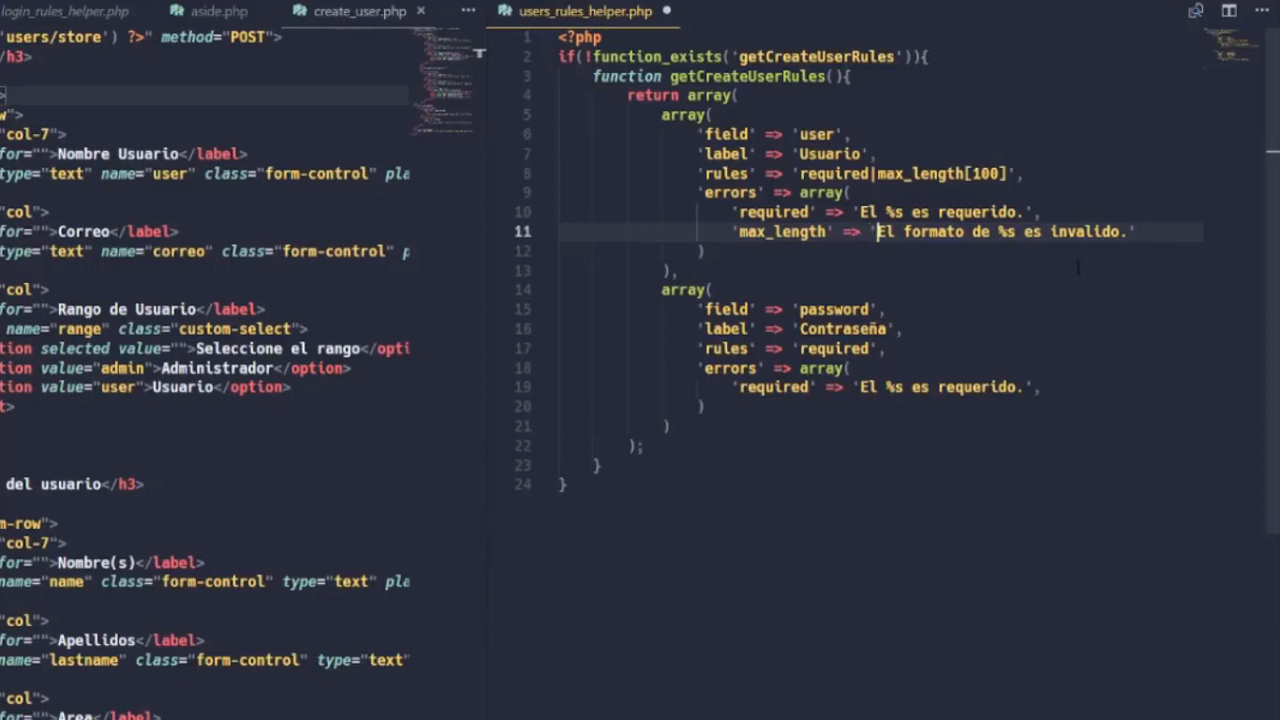 login_rules_helper.php
aside.php
create_user.php
users/store') ?>" method="POST">
/h3>
>
w">
"col-7">
for="">Nombre Usuario</label>
type="text" name="user" class="form-control" pla
"col">
for="">Correo</label>
type="text" name="correo" class="form-control" p
"col">
for="">Rango de Usuario</label>
name="range" class="custom-select">
tion selected value="">Seleccione el rango</opti
tion value="admin">Administrador</option>
tion value="user">Usuario</option>
t>
del usuario</h3>
m-row">
"col-7">
for="">Nombre(s)</label>
name="name" class="form-control" type="text" pla
"col">
for="">Apellidos</label>
name="lastname" class="form-control" type="text"
"col">
for="">Area</label>
users_rules_helper.php
1 <?php
2 if(!function_exists('getCreateUserRules')){
3 function getCreateUserRules(){
4 return array(
5 array(
6 'field' => 'user',
7 'label' => 'Usuario',
8 'rules' => 'required|max_length[100]',
9 'errors' => array(
10 'required' => 'El %s es requerido.',
11 'max_length' => 'El formato de %s es invalido.'
12 )
13 ),
14 array(
15 'field' => 'password',
16 'label' => 'Contraseña',
17 'rules' => 'required',
18 'errors' => array(
19 'required' => 'El %s es requerido.',
20 )
21 )
22 );
23 }
24 }